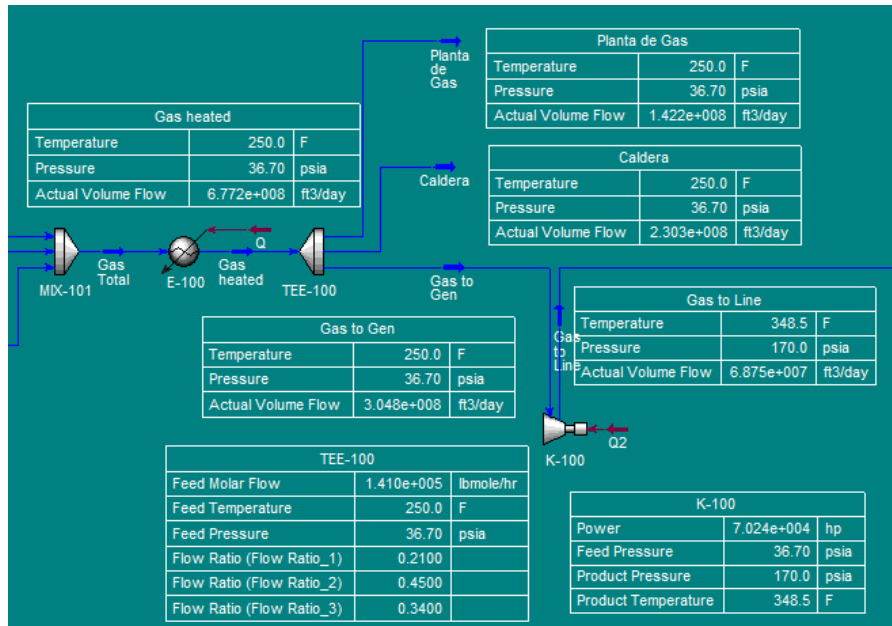 Planta de Gas
Temperature 250.0 F
Pressure 36.70 psia
Actual Volume Flow 1.422e+008 ft3/day
Planta
de
Gas
Gas heated
Temperature 250.0 F
Pressure 36.70 psia
Actual Volume Flow 6.772e+008 ft3/day
Caldera
Caldera
Temperature 250.0 F
Pressure 36.70 psia
Actual Volume Flow 2.303e+008 ft3/day
MIX-101
Gas
Total
E-100
Q
Gas
heated
TEE-100
Gas to
Gen
Gas to Line
Temperature 348.5 F
Pressure 170.0 psia
Actual Volume Flow 6.875e+007 ft3/day
Gas
to
Line
Gas to Gen
Temperature 250.0 F
Pressure 36.70 psia
Actual Volume Flow 3.048e+008 ft3/day
K-100
Q2
TEE-100
Feed Molar Flow 1.410e+005 lbmole/hr
Feed Temperature 250.0 F
Feed Pressure 36.70 psia
Flow Ratio (Flow Ratio_1) 0.2100
Flow Ratio (Flow Ratio_2) 0.4500
Flow Ratio (Flow Ratio_3) 0.3400
K-100
Power 7.024e+004 hp
Feed Pressure 36.70 psia
Product Pressure 170.0 psia
Product Temperature 348.5 F